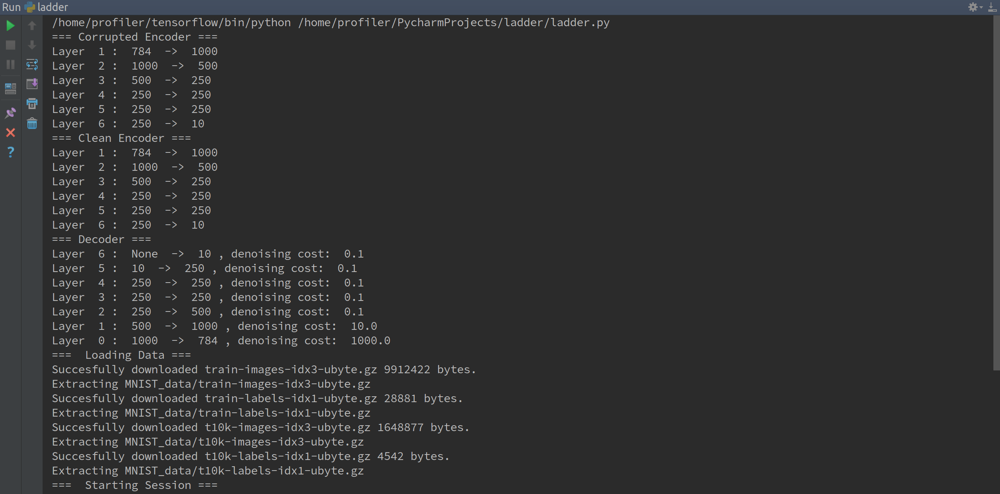 Run ladder
/home/profiler/tensorflow/bin/python /home/profiler/PycharmProjects/ladder/ladder.py
=== Corrupted Encoder ===
Layer  1 :  784  ->  1000
Layer  2 :  1000  ->  500
Layer  3 :  500  ->  250
Layer  4 :  250  ->  250
Layer  5 :  250  ->  250
Layer  6 :  250  ->  10
=== Clean Encoder ===
Layer  1 :  784  ->  1000
Layer  2 :  1000  ->  500
Layer  3 :  500  ->  250
Layer  4 :  250  ->  250
Layer  5 :  250  ->  250
Layer  6 :  250  ->  10
=== Decoder ===
Layer  6 :  None  ->  10 , denoising cost:  0.1
Layer  5 :  10  ->  250 , denoising cost:  0.1
Layer  4 :  250  ->  250 , denoising cost:  0.1
Layer  3 :  250  ->  250 , denoising cost:  0.1
Layer  2 :  250  ->  500 , denoising cost:  0.1
Layer  1 :  500  ->  1000 , denoising cost:  10.0
Layer  0 :  1000  ->  784 , denoising cost:  1000.0
===  Loading Data ===
Succesfully downloaded train-images-idx3-ubyte.gz 9912422 bytes.
Extracting MNIST_data/train-images-idx3-ubyte.gz
Succesfully downloaded train-labels-idx1-ubyte.gz 28881 bytes.
Extracting MNIST_data/train-labels-idx1-ubyte.gz
Succesfully downloaded t10k-images-idx3-ubyte.gz 1648877 bytes.
Extracting MNIST_data/t10k-images-idx3-ubyte.gz
Succesfully downloaded t10k-labels-idx1-ubyte.gz 4542 bytes.
Extracting MNIST_data/t10k-labels-idx1-ubyte.gz
===  Starting Session ===